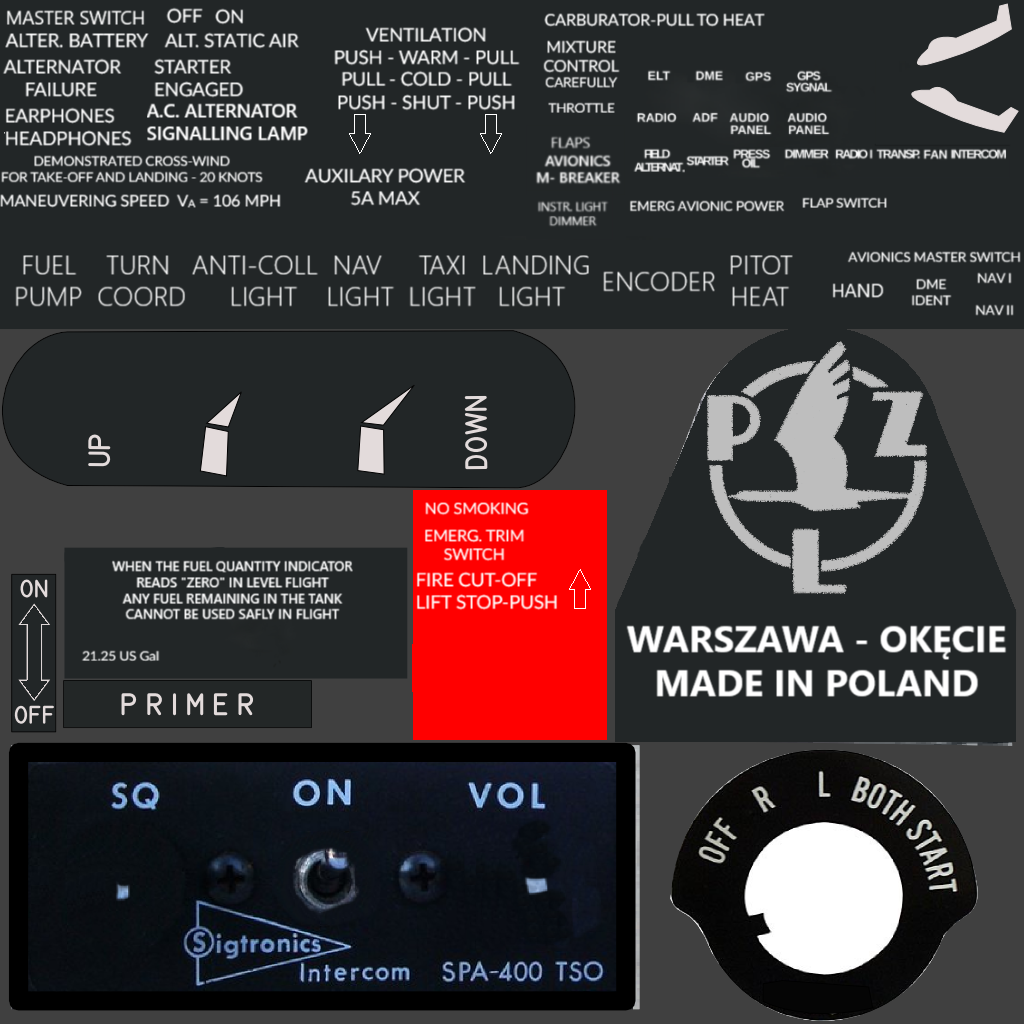 MASTER SWITCH
OFF ON
ALTER. BATTERY
ALT. STATIC AIR
ALTERNATOR
FAILURE
STARTER
ENGAGED
EARPHONES
HEADPHONES
A.C. ALTERNATOR
SIGNALLING LAMP
DEMONSTRATED CROSS-WIND
FOR TAKE-OFF AND LANDING - 20 KNOTS
MANEUVERING SPEED VA = 106 MPH
VENTILATION
PUSH - WARM - PULL
PULL - COLD - PULL
PUSH - SHUT - PUSH
AUXILARY POWER
5A MAX
CARBURATOR-PULL TO HEAT
MIXTURE
CONTROL
CAREFULLY
THROTTLE
FLAPS
AVIONICS
M- BREAKER
INSTR. LIGHT
DIMMER
ELT DME GPS GPS
SYGNAL
RADIO ADF AUDIO
PANEL
AUDIO
PANEL
FIELD
ALTERNAT.
STARTER
PRESS
OIL
DIMMER
RADIO I
TRANSP.
FAN
INTERCOM
EMERG AVIONIC POWER
FLAP SWITCH
FUEL
PUMP
TURN
COORD
ANTI-COLL
LIGHT
NAV
LIGHT
TAXI
LIGHT
LANDING
LIGHT
ENCODER
PITOT
HEAT
AVIONICS MASTER SWITCH
HAND
DME
IDENT
NAV I
NAV II
UP
DOWN
P Z
L
WARSZAWA - OKĘCIE
MADE IN POLAND
NO SMOKING
EMERG. TRIM
SWITCH
FIRE CUT-OFF
LIFT STOP-PUSH
WHEN THE FUEL QUANTITY INDICATOR
READS "ZERO" IN LEVEL FLIGHT
ANY FUEL REMAINING IN THE TANK
CANNOT BE USED SAFLY IN FLIGHT
21.25 US Gal
ON
OFF
PRIMER
SQ ON VOL
Sigtronics
Intercom
SPA-400 TSO
OFF R L BOTH START